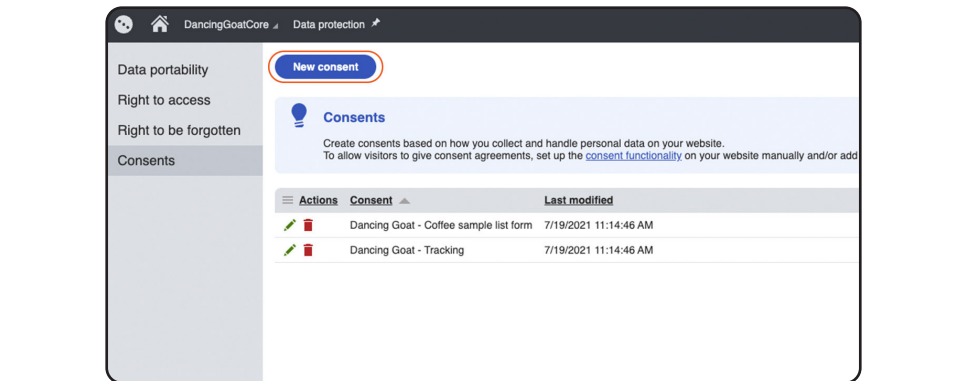 DancingGoatCore Data protection
Data portability
Right to access
Right to be forgotten
Consents
New consent
Consents
Create consents based on how you collect and handle personal data on your website.
To allow visitors to give consent agreements, set up the consent functionality on your website manually and/or add
Actions Consent Last modified
Dancing Goat - Coffee sample list form 7/19/2021 11:14:46 AM
Dancing Goat - Tracking 7/19/2021 11:14:46 AM